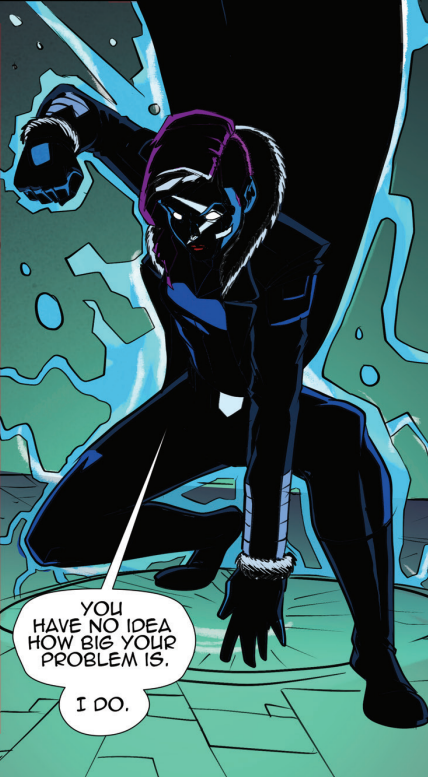 YOU
HAVE NO IDEA
HOW BIG YOUR
PROBLEM IS.
I DO.